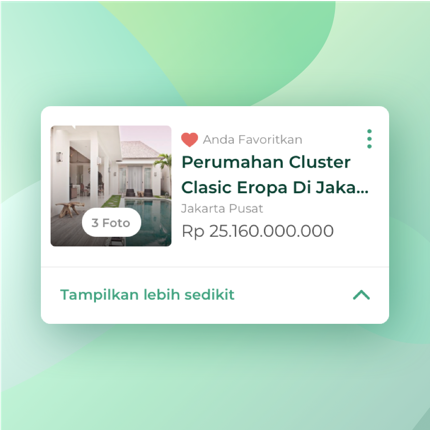 Anda Favoritkan
Perumahan Cluster
Clasic Eropa Di Jaka...
Jakarta Pusat
Rp 25.160.000.000
3 Foto
Tampilkan lebih sedikit